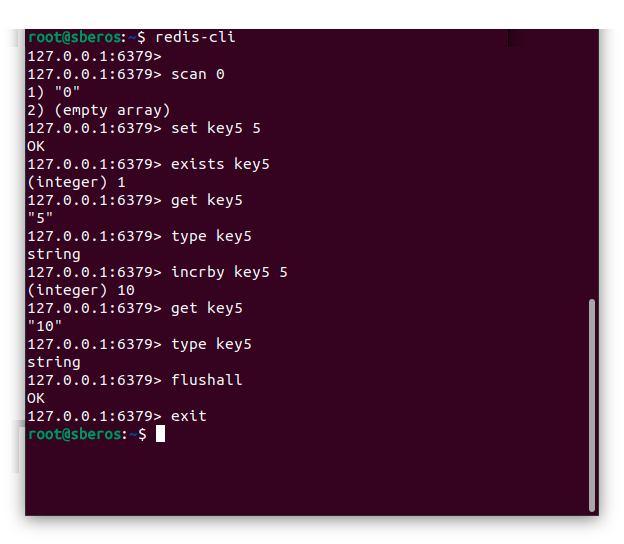 root@sberos:~$ redis-cli
127.0.0.1:6379>
127.0.0.1:6379> scan 0
1) "0"
2) (empty array)
127.0.0.1:6379> set key5 5
OK
127.0.0.1:6379> exists key5
(integer) 1
127.0.0.1:6379> get key5
"5"
127.0.0.1:6379> type key5
string
127.0.0.1:6379> incrby key5 5
(integer) 10
127.0.0.1:6379> get key5
"10"
127.0.0.1:6379> type key5
string
127.0.0.1:6379> flushall
OK
127.0.0.1:6379> exit
root@sberos:~$